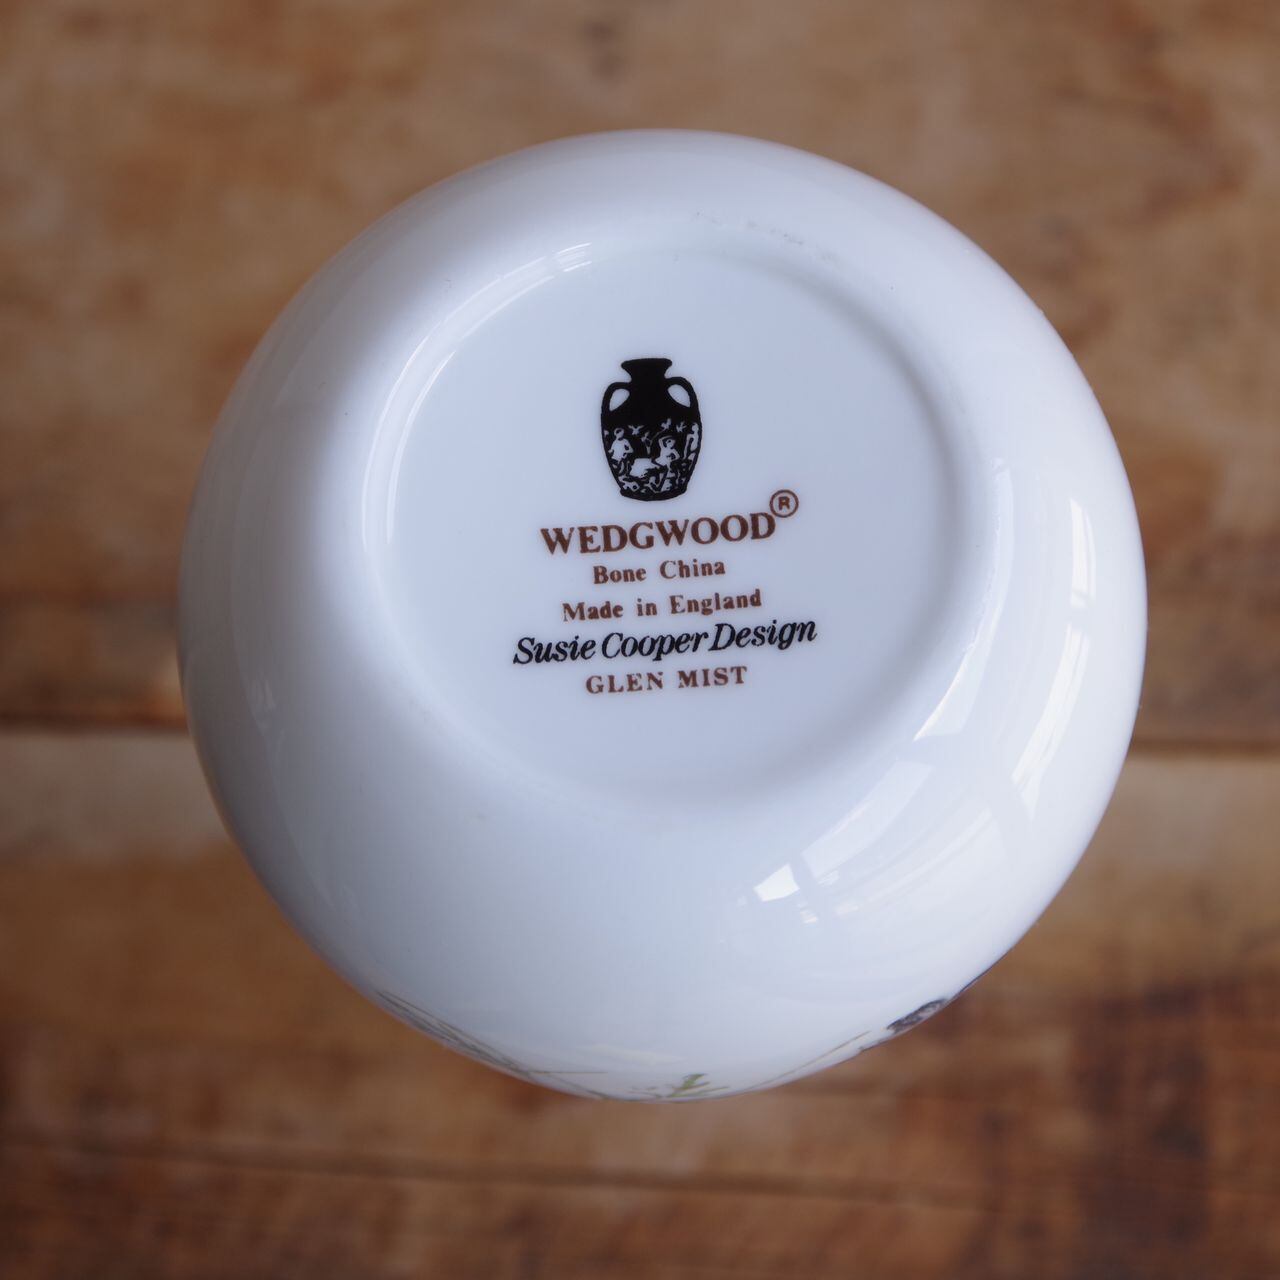 WEDGWOOD®
Bone China
Made in England
Susie Cooper Design
GLEN MIST